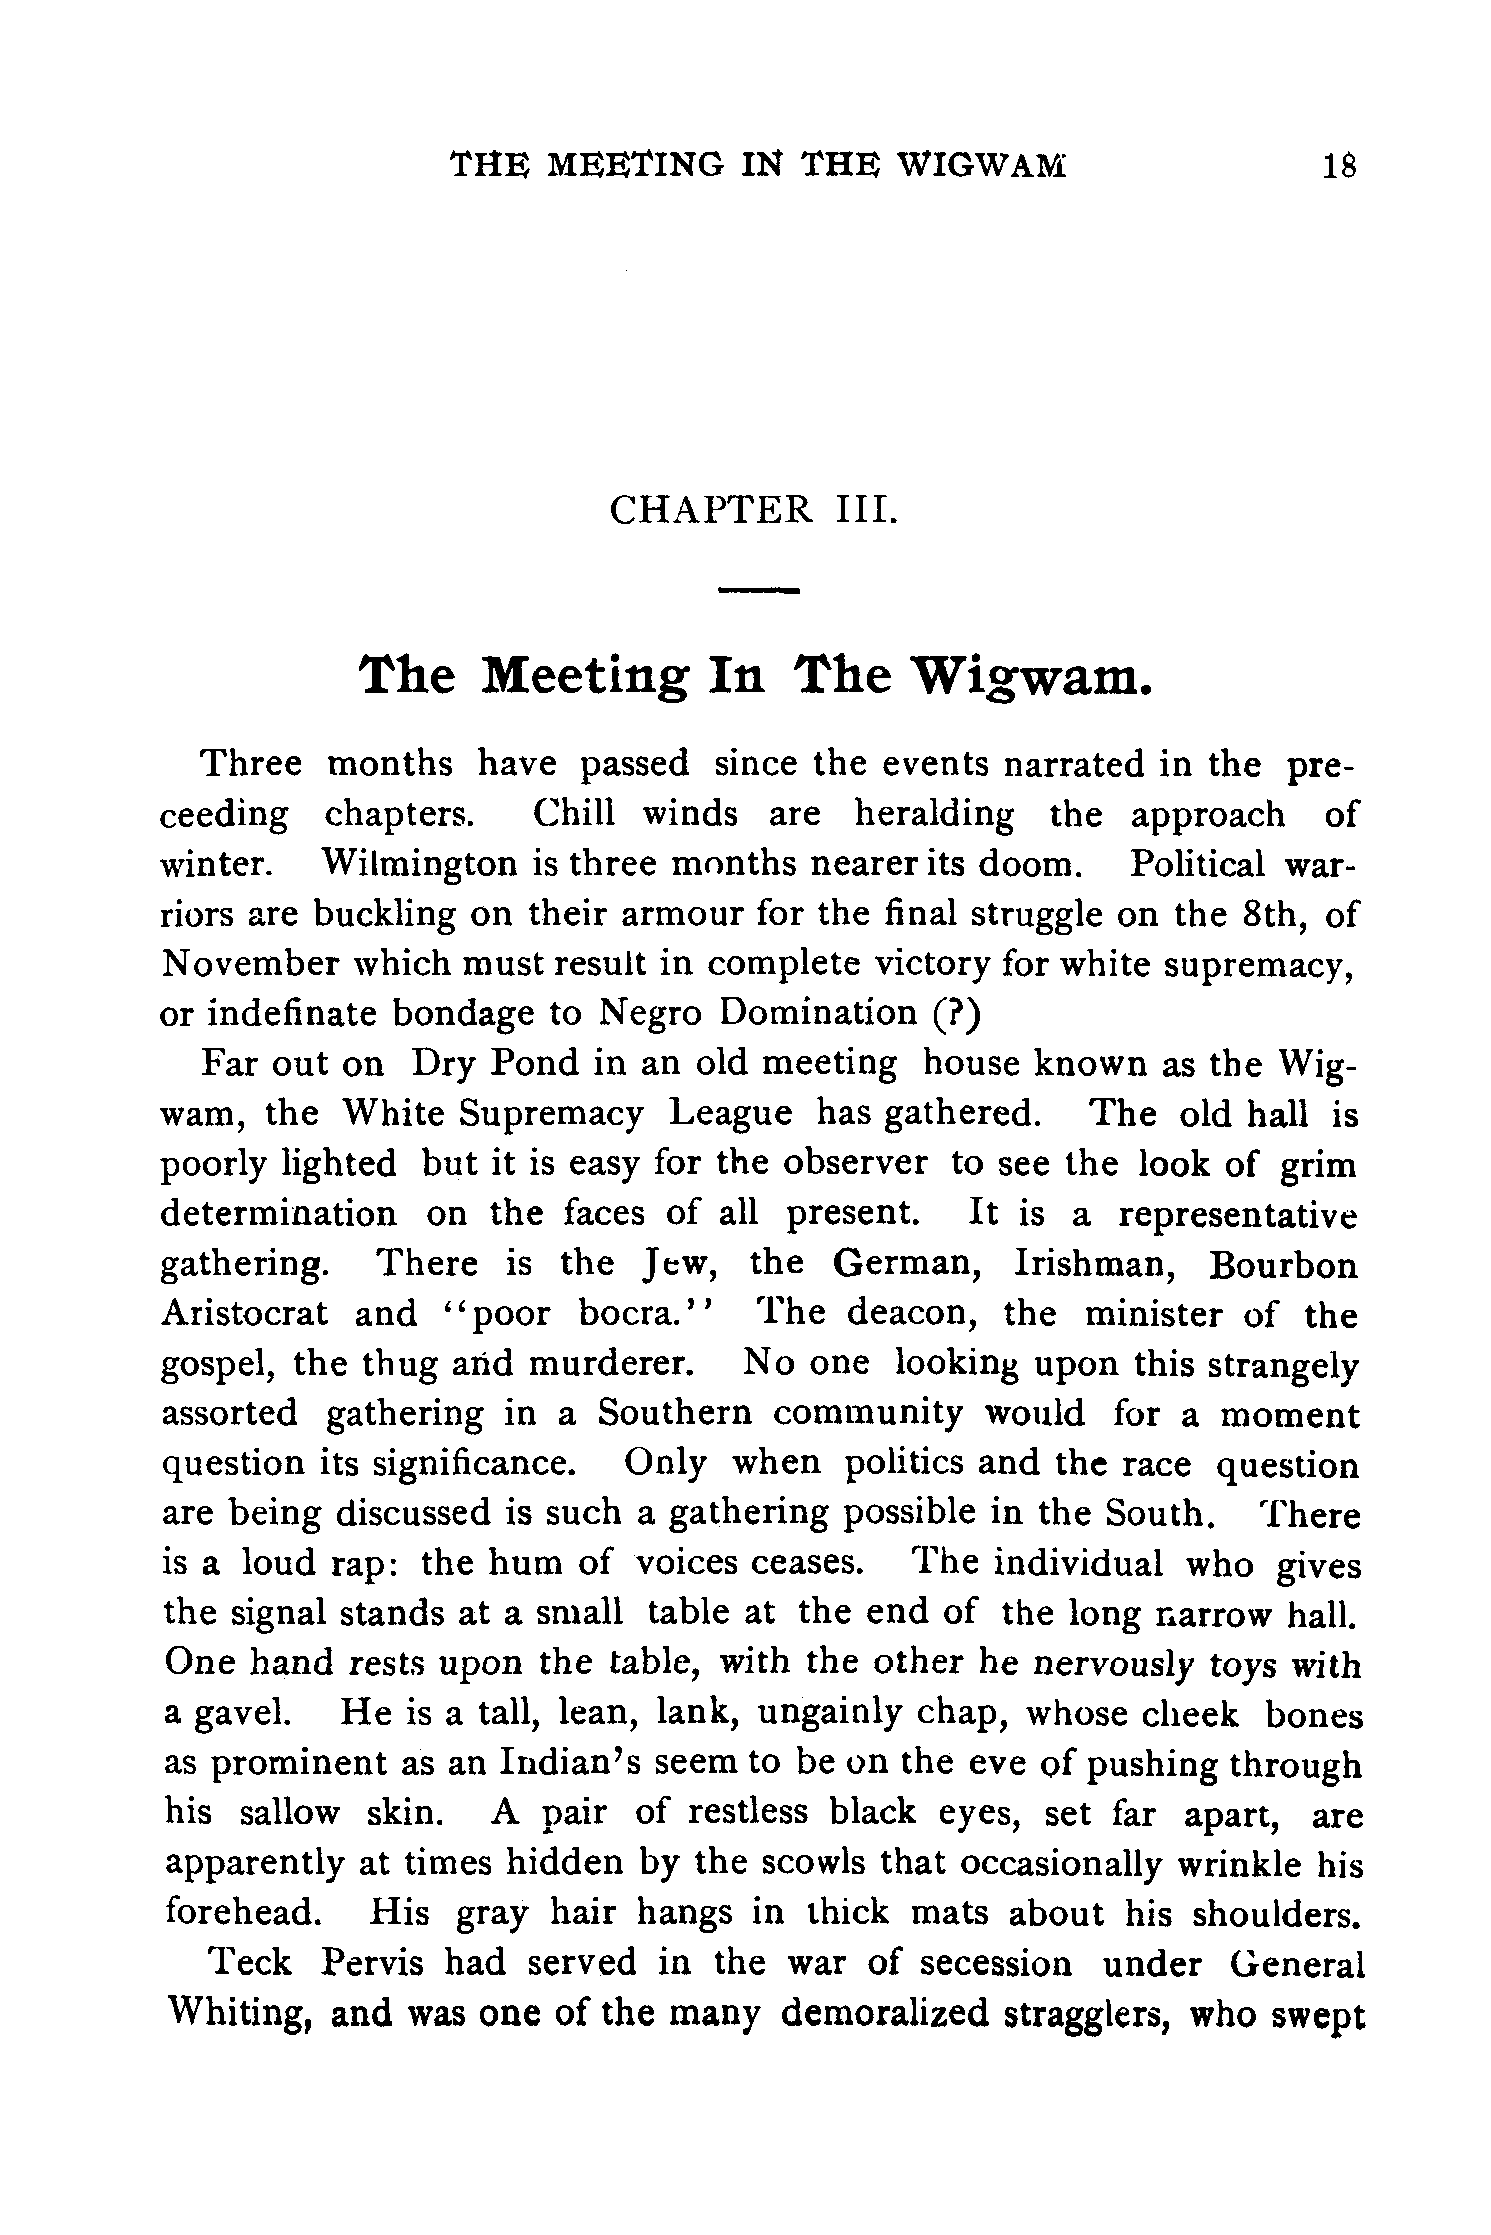 THE MEETING IN THE WIGWAM 18
CHAPTER III.
The Meeting In The Wigwam.
Three months have passed since the events narrated in the pre-
ceeding chapters. Chill winds are heralding the approach of
winter. Wilmington is three months nearer its doom. Political war-
riors are buckling on their armour for the final struggle on the 8th, of
November which must result in complete victory for white supremacy,
or indefinate bondage to Negro Domination (?)
Far out on Dry Pond in an old meeting house known as the Wig-
wam, the White Supremacy League has gathered. The old hall is
poorly lighted but it is easy for the observer to see the look of grim
determination on the faces of all present. It is a representative
gathering. There is the Jew, the German, Irishman, Bourbon
Aristocrat and "poor bocra." The deacon, the minister of the
gospel, the thug and murderer. No one looking upon this strangely
assorted gathering in a Southern community would for a moment
question its significance. Only when politics and the race question
are being discussed is such a gathering possible in the South. There
is a loud rap: the hum of voices ceases. The individual who gives
the signal stands at a small table at the end of the long narrow hall.
One hand rests upon the table, with the other he nervously toys with
a gavel. He is a tall, lean, lank, ungainly chap, whose cheek bones
as prominent as an Indian's seem to be on the eve of pushing through
his sallow skin. A pair of restless black eyes, set far apart, are
apparently at times hidden by the scowls that occasionally wrinkle his
forehead. His gray hair hangs in thick mats about his shoulders.
Teck Pervis had served in the war of secession under General
Whiting, and was one of the many demoralized stragglers, who swept